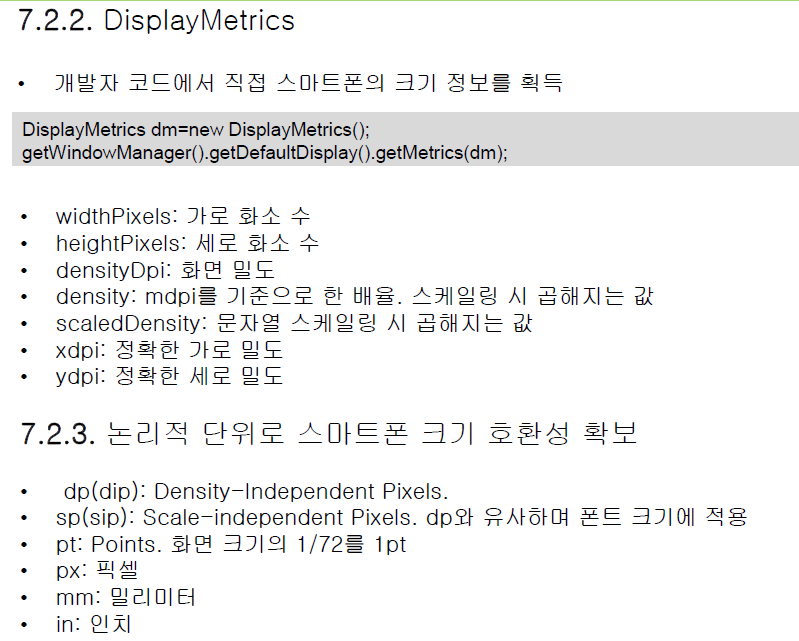 7.2.2. DisplayMetrics
• 개발자 코드에서 직접 스마트폰의 크기 정보를 획득
DisplayMetrics dm=new DisplayMetrics();
getWindowManager().getDefaultDisplay().getMetrics(dm);
• widthPixels: 가로 화소 수
• heightPixels: 세로 화소 수
• densityDpi: 화면 밀도
• density: mdpi를 기준으로 한 배율. 스케일링 시 곱해지는 값
• scaledDensity: 문자열 스케일링 시 곱해지는 값
• xdpi: 정확한 가로 밀도
• ydpi: 정확한 세로 밀도
7.2.3. 논리적 단위로 스마트폰 크기 호환성 확보
• dp(dip): Density-Independent Pixels.
• sp(sip): Scale-independent Pixels. dp와 유사하며 폰트 크기에 적용
• pt: Points. 화면 크기의 1/72를 1pt
• px: 픽셀
• mm: 밀리미터
• in: 인치